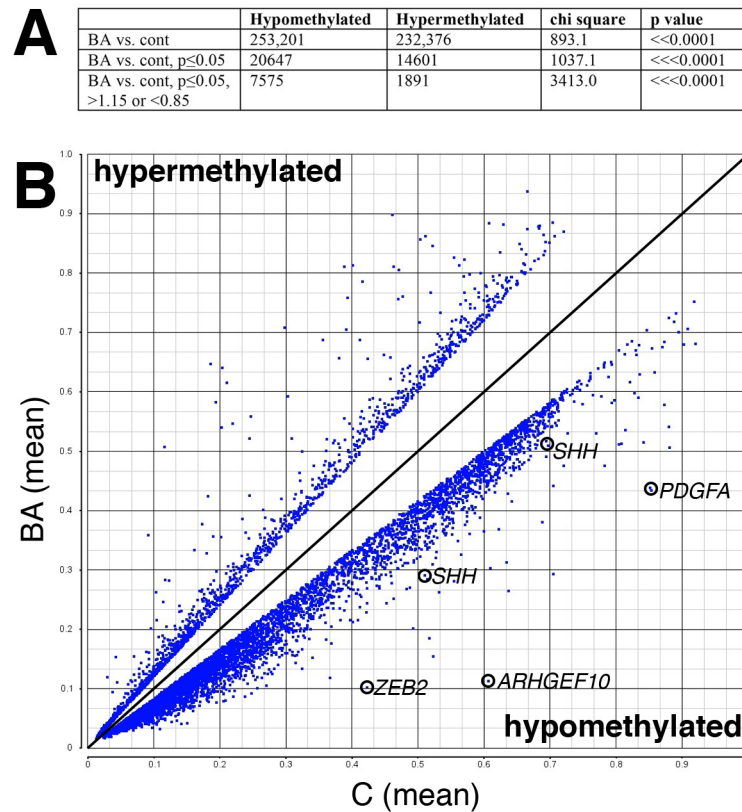 A
Hypomethylated Hypermethylated chi square p value
BA vs. cont 253,201 232,376 893.1 <<0.0001
BA vs. cont, p≤0.05 20647 14601 1037.1 <<<0.0001
BA vs. cont, p≤0.05, 7575 1891 3413.0 <<<0.0001
>1.15 or <0.85
B
hypermethylated
1.0
0.9
0.8
0.7
0.6
0.5
0.4
0.3
0.2
0.1
0
BA (mean)
SHH
PDGFA
SHH
ZEB2
ARHGEF10
hypomethylated
0 0.1 0.2 0.3 0.4 0.5 0.6 0.7 0.8 0.9
C (mean)